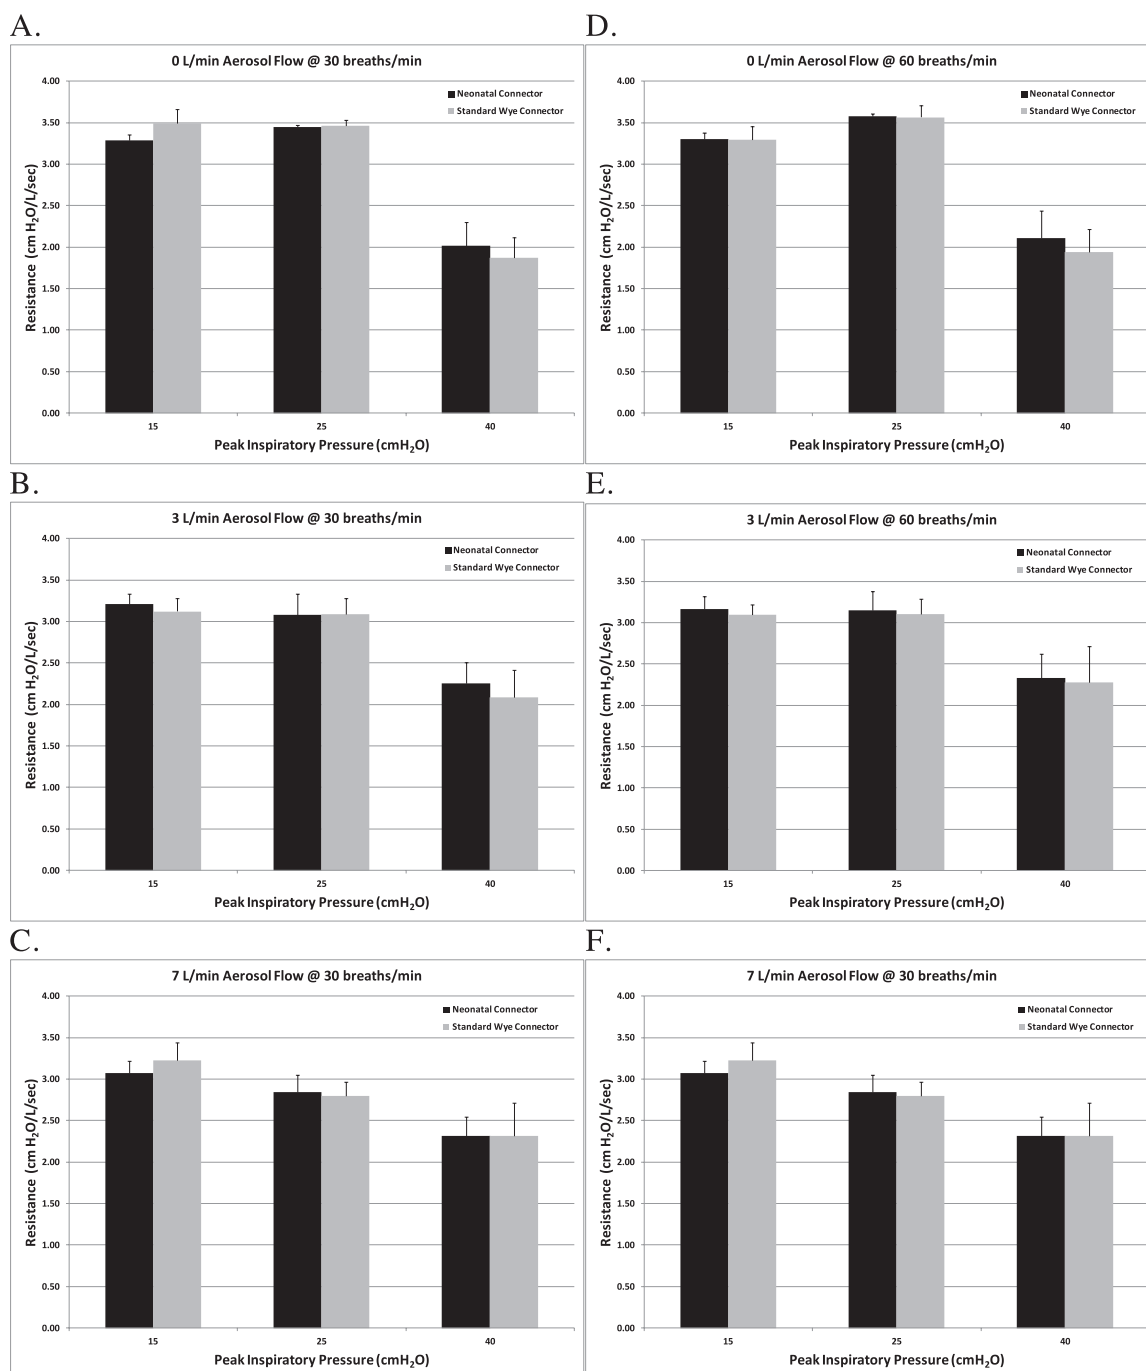 A.
0 L/min Aerosol Flow @ 30 breaths/min
Neonatal Connector
Standard Wye Connector
Resistance (cm H₂O/L/sec)
4.00
3.50
3.00
2.50
2.00
1.50
1.00
0.50
0.00
15 25 40
Peak Inspiratory Pressure (cmH₂O)
D.
0 L/min Aerosol Flow @ 60 breaths/min
Neonatal Connector
Standard Wye Connector
Resistance (cm H₂O/L/sec)
4.00
3.50
3.00
2.50
2.00
1.50
1.00
0.50
0.00
15 25 40
Peak Inspiratory Pressure (cmH₂O)
B.
3 L/min Aerosol Flow @ 30 breaths/min
Neonatal Connector
Standard Wye Connector
Resistance (cm H₂O/L/sec)
4.00
3.50
3.00
2.50
2.00
1.50
1.00
0.50
0.00
15 25 40
Peak Inspiratory Pressure (cmH₂O)
E.
3 L/min Aerosol Flow @ 60 breaths/min
Neonatal Connector
Standard Wye Connector
Resistance (cm H₂O/L/sec)
4.00
3.50
3.00
2.50
2.00
1.50
1.00
0.50
0.00
15 25 40
Peak Inspiratory Pressure (cmH₂O)
C.
7 L/min Aerosol Flow @ 30 breaths/min
Neonatal Connector
Standard Wye Connector
Resistance (cm H₂O/L/sec)
4.00
3.50
3.00
2.50
2.00
1.50
1.00
0.50
0.00
15 25 40
Peak Inspiratory Pressure (cmH₂O)
F.
7 L/min Aerosol Flow @ 30 breaths/min
Neonatal Connector
Standard Wye Connector
Resistance (cm H₂O/L/sec)
4.00
3.50
3.00
2.50
2.00
1.50
1.00
0.50
0.00
15 25 40
Peak Inspiratory Pressure (cmH₂O)